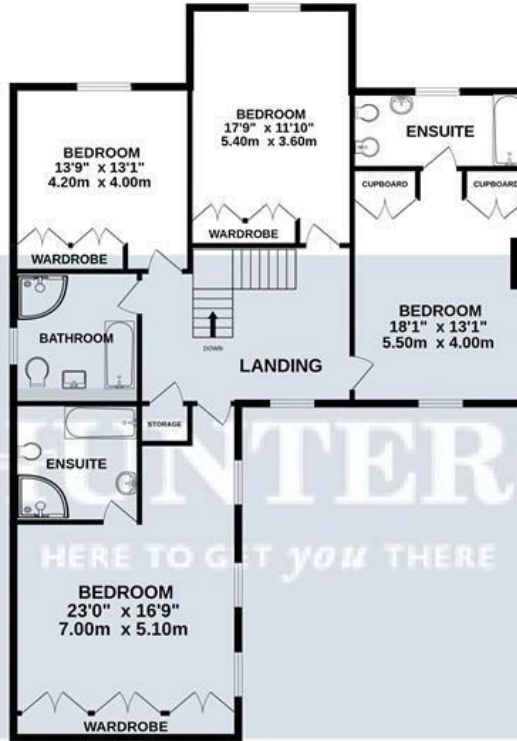 BEDROOM
17'9" x 11'10"
5.40m x 3.60m
WARDROBE
BEDROOM
13'9" x 13'1"
4.20m x 4.00m
WARDROBE
ENSUITE
CUPBOARD
CUPBOARD
BEDROOM
18'1" x 13'1"
5.50m x 4.00m
BATHROOM
DOWN
LANDING
STORAGE
ENSUITE
HUNTER
HERE TO GET you THERE
BEDROOM
23'0" x 16'9"
7.00m x 5.10m
WARDROBE